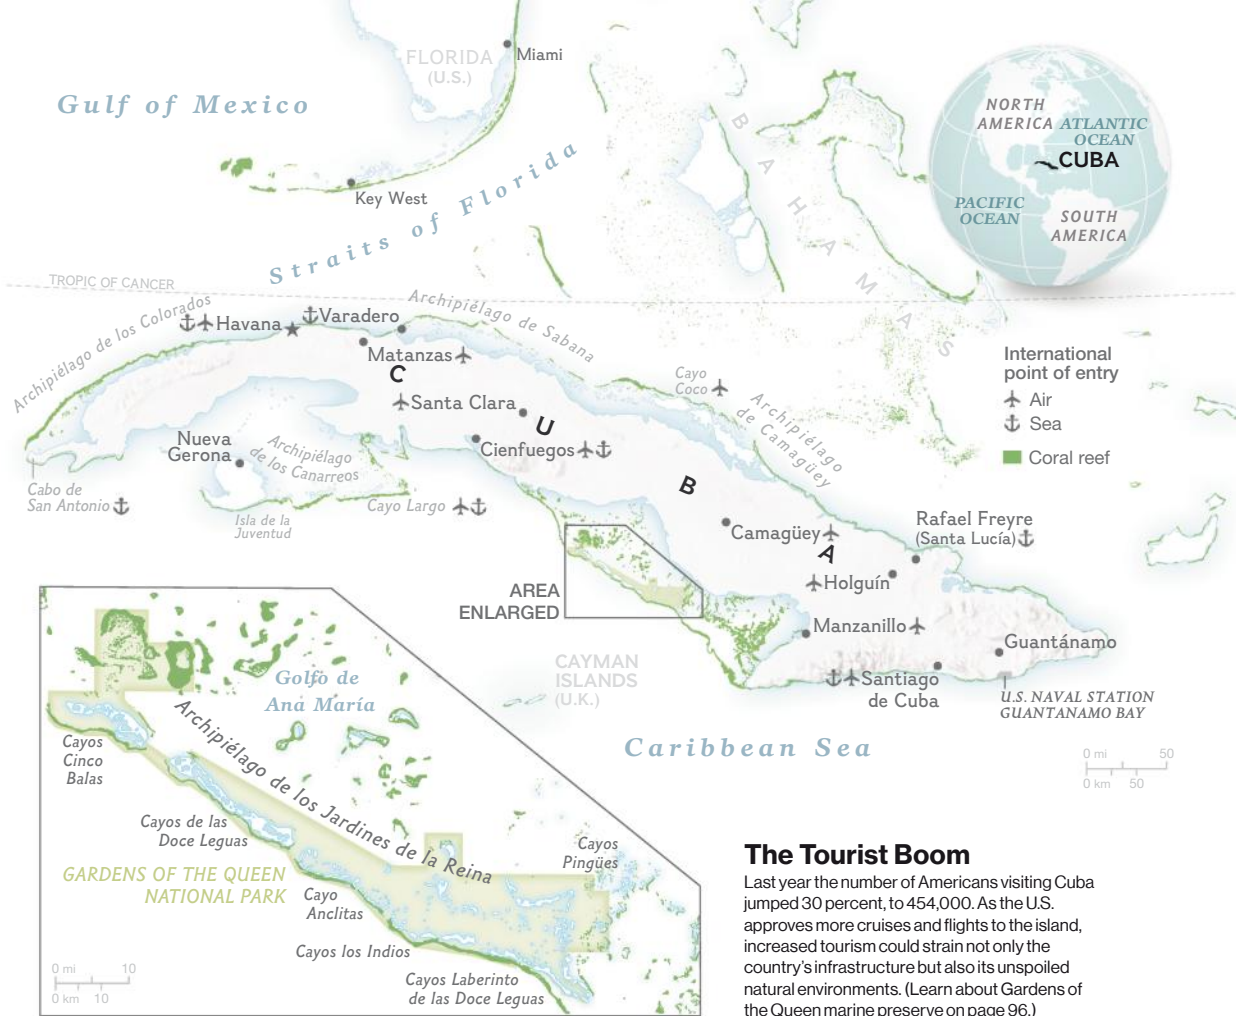 FLORIDA
(U.S.)
Miami
Gulf of Mexico
Key West
Straits of Florida
BAHAMAS
NORTH
AMERICA
ATLANTIC
OCEAN
CUBA
PACIFIC
OCEAN
SOUTH
AMERICA
TROPIC OF CANCER
Archipiélago de los Colorados
Havana
Varadero
Archipiélago de Sabana
Matanzas
CUBA
Santa Clara
Cayo
Coco
Archipiélago
de Camagüey
International
point of entry
Air
Sea
Coral reef
Nueva
Gerona
Archipiélago
de los Canarreos
Cienfuegos
Cabo de
San Antonio
Isla de la
Juventud
Cayo Largo
Camagüey
Rafael Freyre
(Santa Lucía)
Holguín
AREA
ENLARGED
Manzanillo
Guantánamo
CAYMAN
ISLANDS
(U.K.)
Santiago
de Cuba
U.S. NAVAL STATION
GUANTANAMO BAY
Caribbean Sea
0 mi 50
0 km 50
Golfo de
Ana María
Archipiélago de los Jardines de la Reina
Cayos
Cinco
Balas
Cayos de las
Doce Leguas
GARDENS OF THE QUEEN
NATIONAL PARK
Cayo
Anclitas
Cayos
Pingües
Cayos los Indios
Cayos Laberinto
de las Doce Leguas
0 mi 10
0 km 10
The Tourist Boom
Last year the number of Americans visiting Cuba
jumped 30 percent, to 454,000. As the U.S.
approves more cruises and flights to the island,
increased tourism could strain not only the
country's infrastructure but also its unspoiled
natural environments. (Learn about Gardens of
the Queen marine preserve on page 96.)